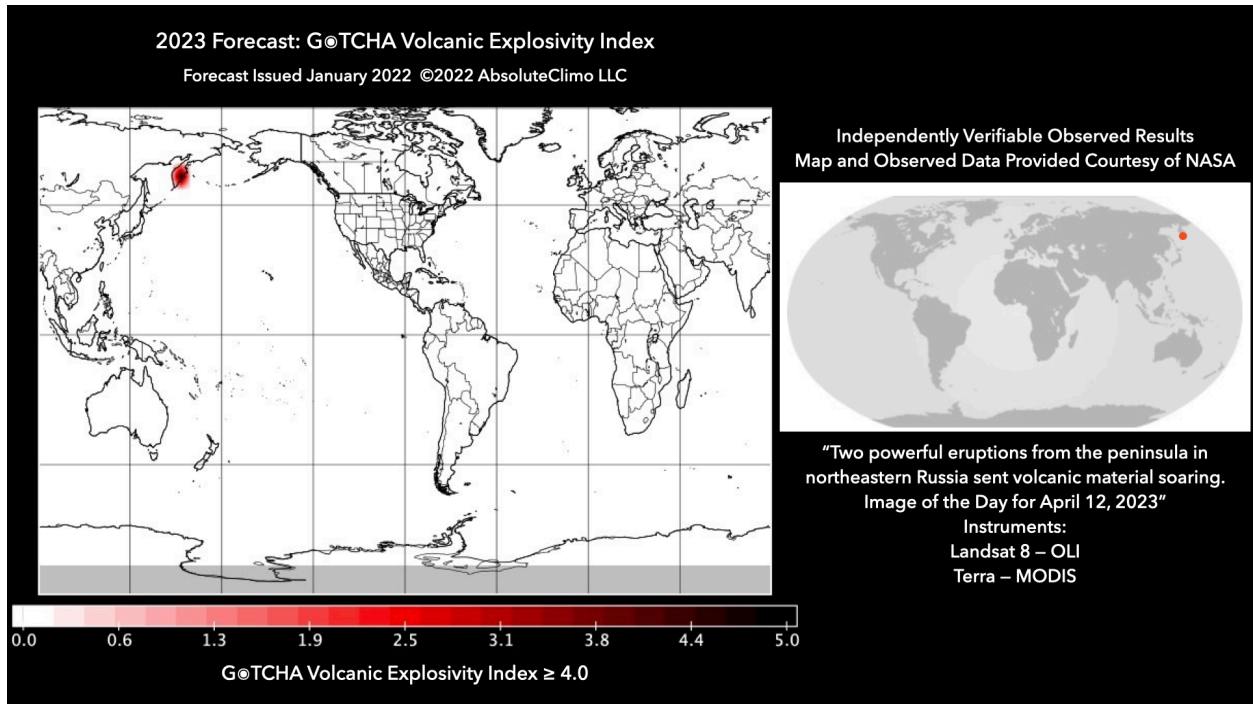 2023 Forecast: G◉TCHA Volcanic Explosivity Index
Forecast Issued January 2022 ©2022 AbsoluteClimo LLC
Independently Verifiable Observed Results
Map and Observed Data Provided Courtesy of NASA
“Two powerful eruptions from the peninsula in
northeastern Russia sent volcanic material soaring.
Image of the Day for April 12, 2023”
Instruments:
Landsat 8 – OLI
Terra – MODIS
0.0 0.6 1.3 1.9 2.5 3.1 3.8 4.4 5.0
G◉TCHA Volcanic Explosivity Index ≥ 4.0